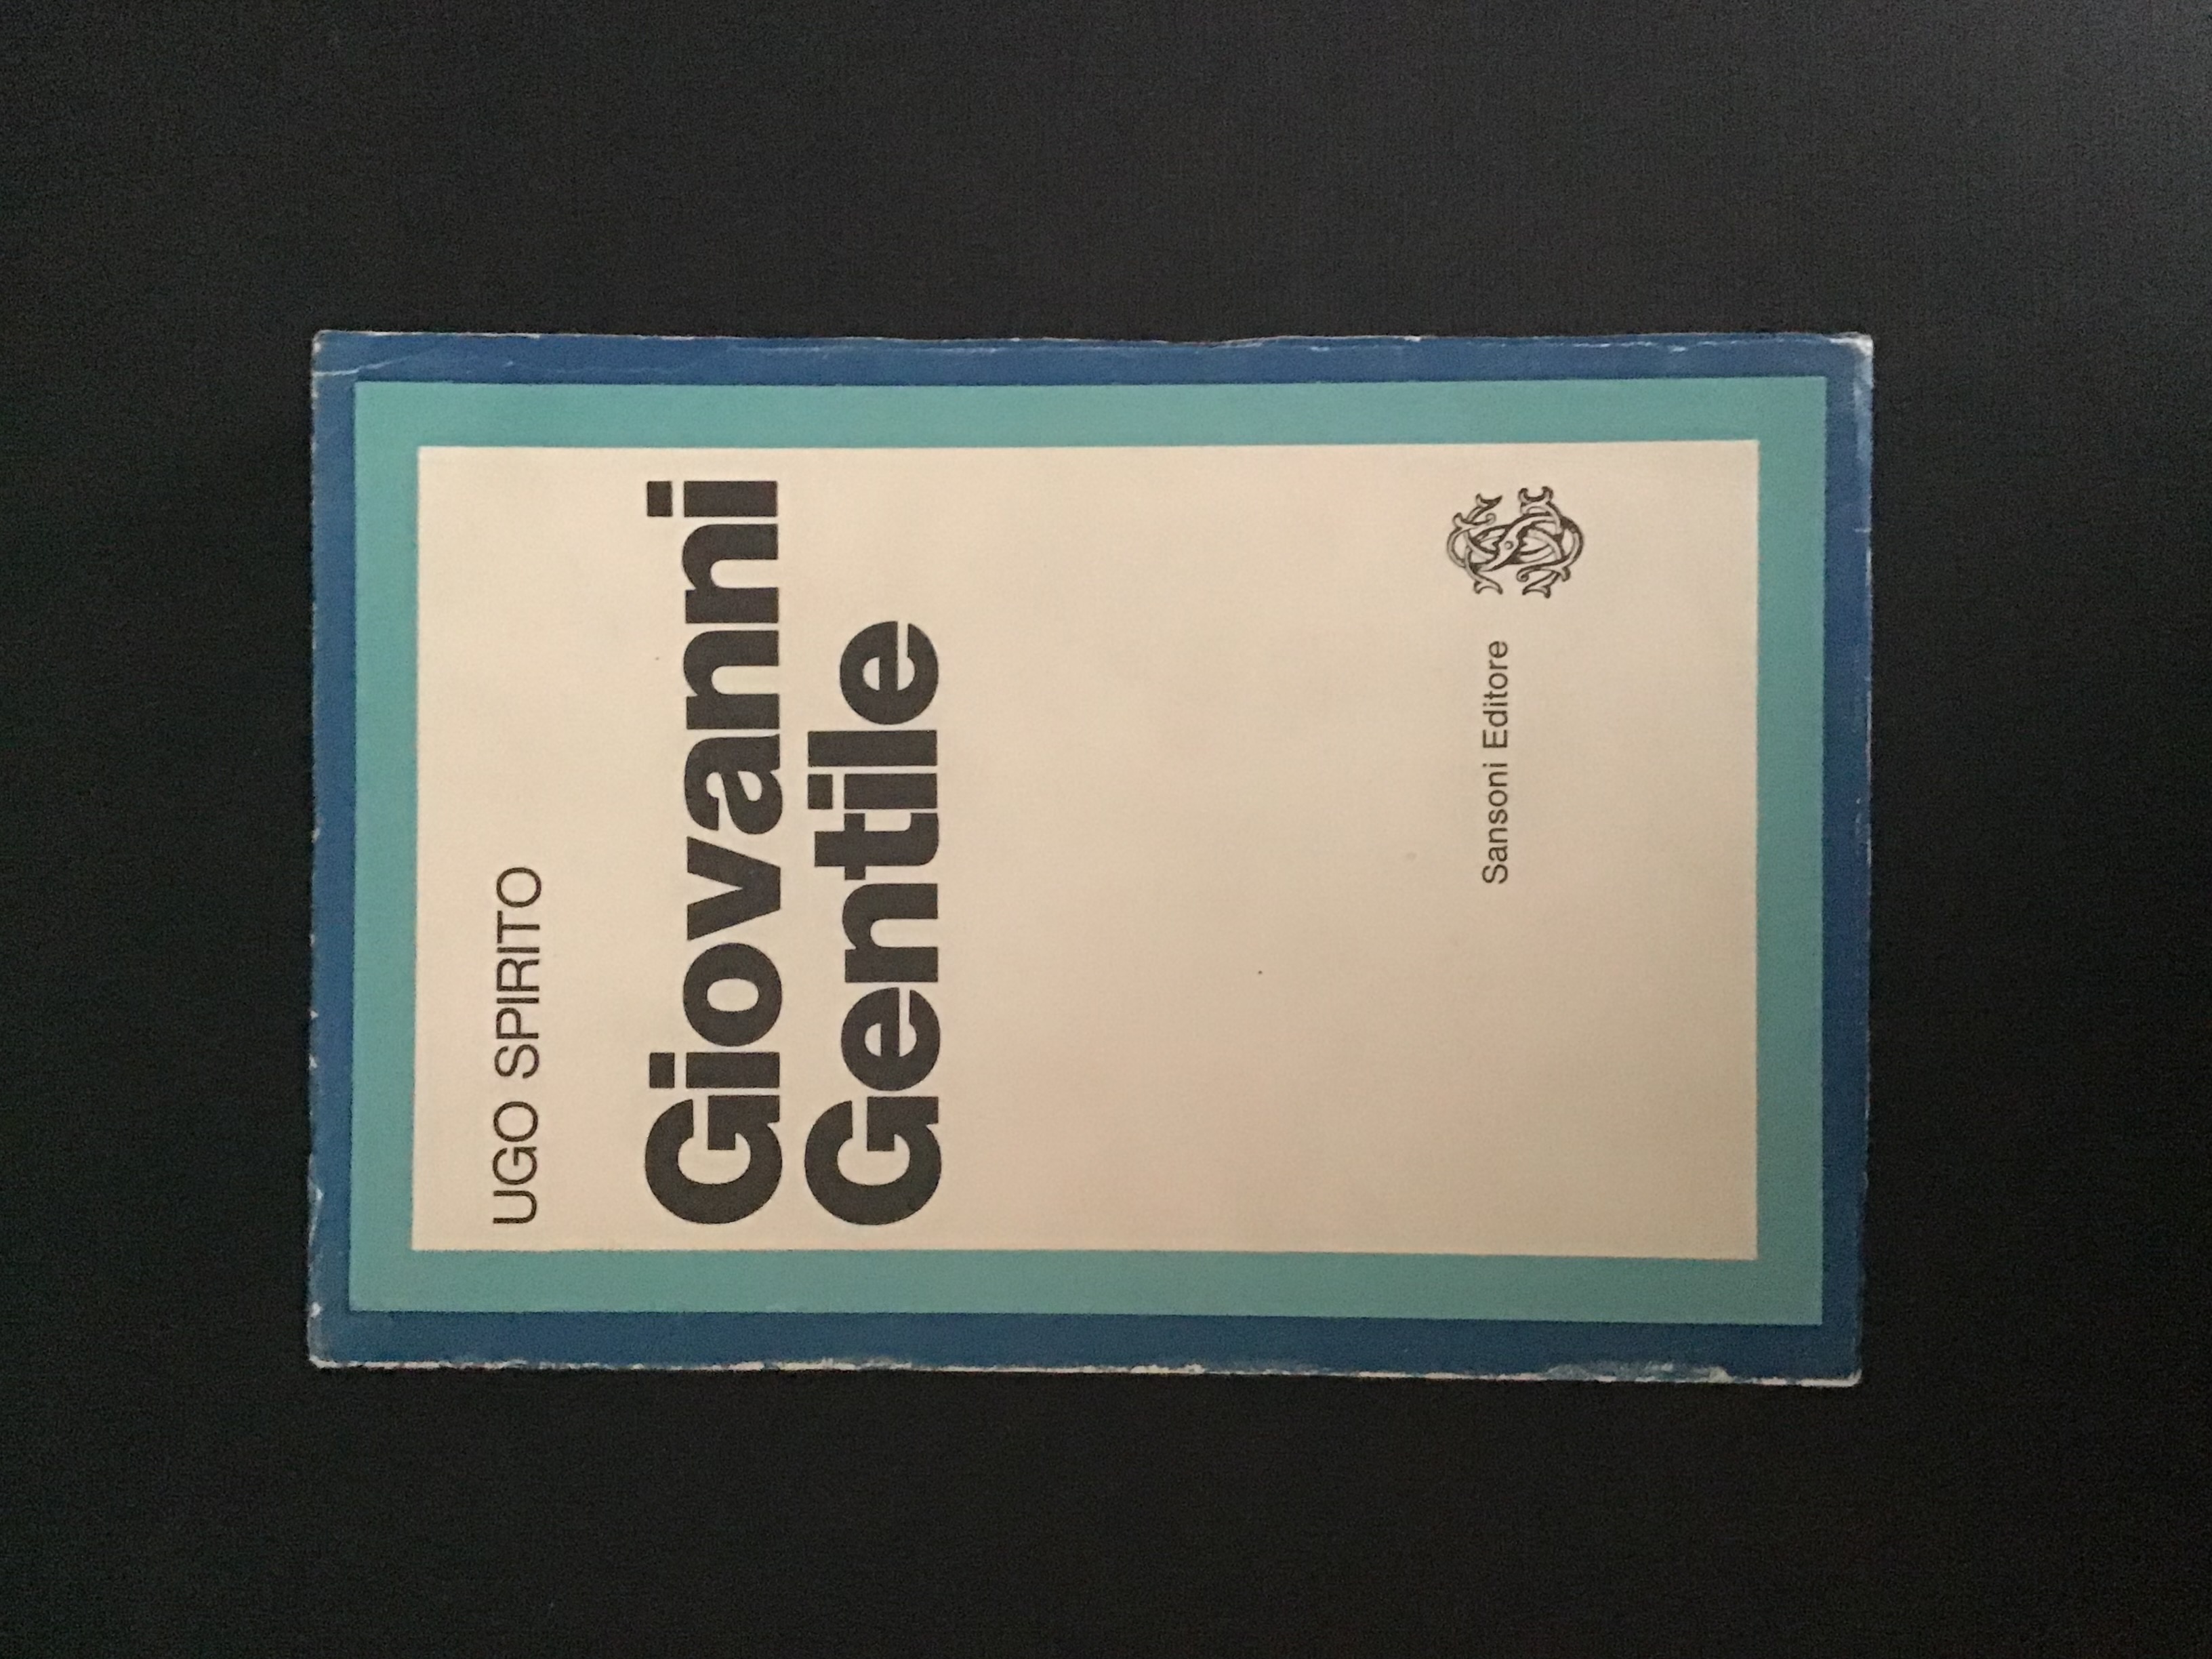 UGO SPIRITO
Giovanni
Gentile
Sansoni Editore